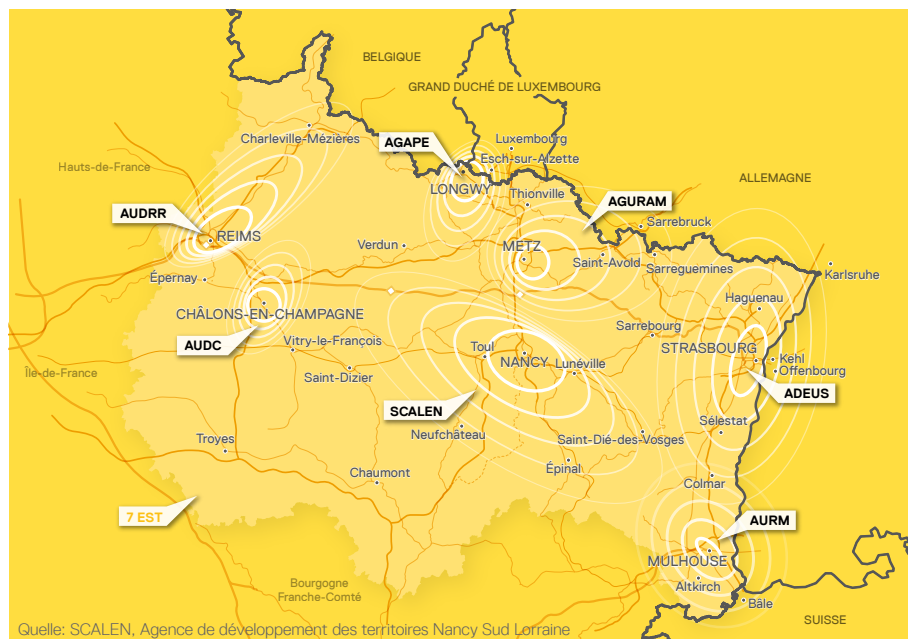 BELGIQUE
GRAND DUCHÉ DE LUXEMBOURG
Charleville-Mézières
AGAPE
Luxembourg
Esch-sur-Alzette
Hauts-de-France
LONGWY
Thionville
ALLEMAGNE
AUDRR
AGURAM
REIMS
Sarrebruck
Verdun
METZ
Saint-Avold
Sarreguemines
Épernay
Karlsruhe
CHÂLONS-EN-CHAMPAGNE
Haguenau
AUDC
Vitry-le-François
Sarrebourg
STRASBOURG
Toul
NANCY
Lunéville
Kehl
Offenbourg
Île-de-France
Saint-Dizier
ADEUS
SCALEN
Neufchâteau
Sélestat
Troyes
Saint-Dié-des-Vosges
Chaumont
Épinal
Colmar
7 EST
AURM
MULHOUSE
Altkirch
Bourgogne
Franche-Comté
Bâle
SUISSE
Quelle: SCALEN, Agence de développement des territoires Nancy Sud Lorraine